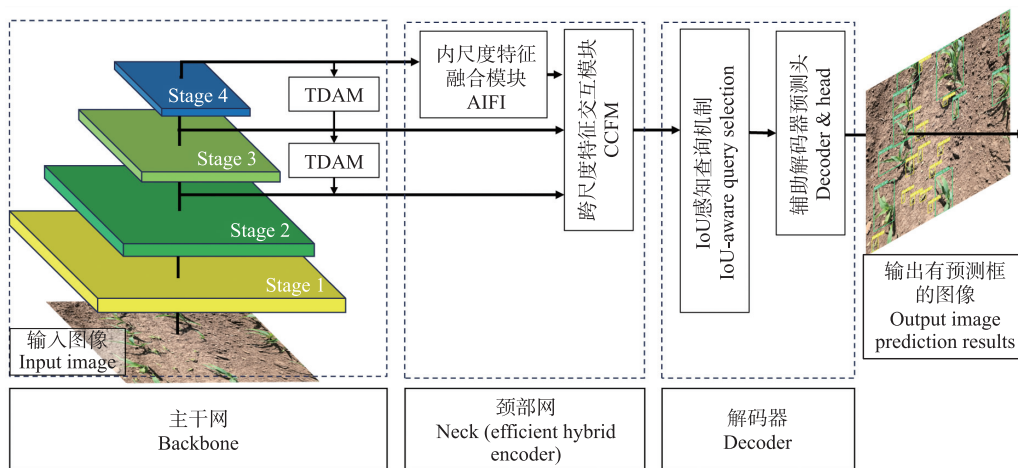 Stage 4
Stage 3
Stage 2
Stage 1
输入图像
Input image
TDAM
TDAM
内尺度特征
融合模块
AIFI
跨尺度特征交互模块
CCFM
IoU感知查询机制
IoU-aware query selection
辅助解码器预测头
Decoder & head
输出有预测框
的图像
Output image
prediction results
主干网
Backbone
颈部网
Neck (efficient hybrid
encoder)
解码器
Decoder